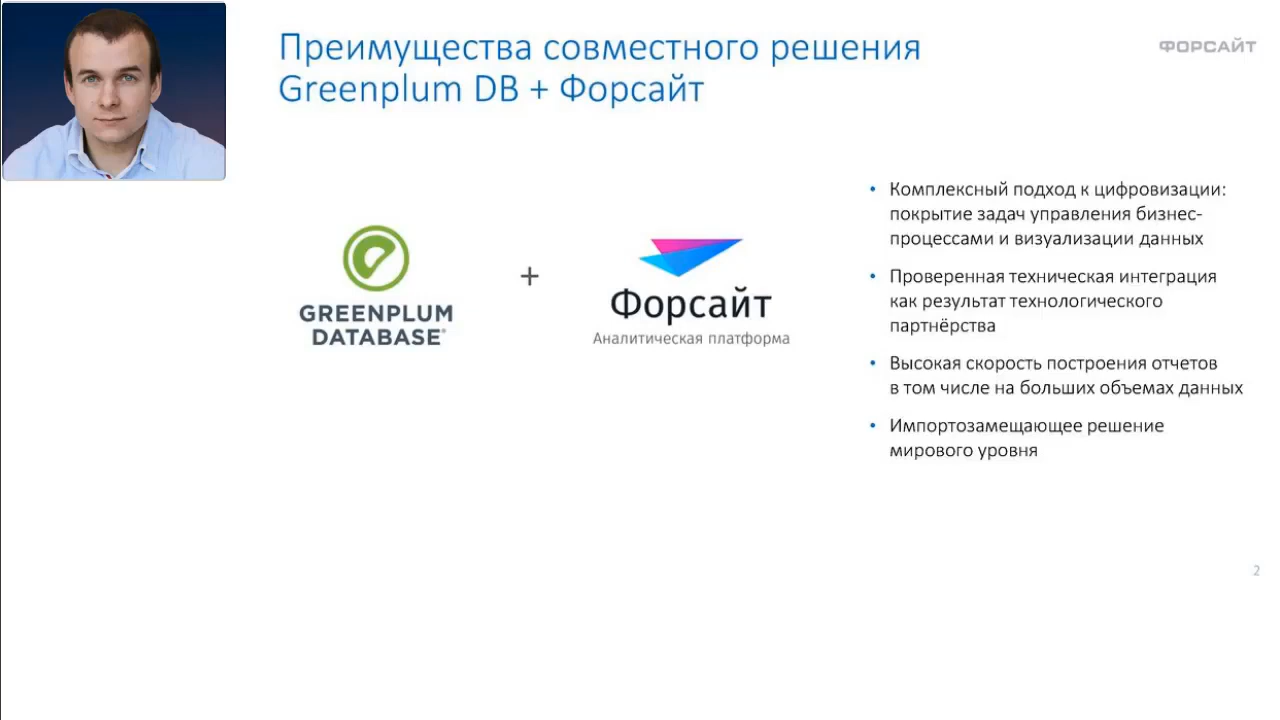 Преимущества совместного решения
Greenplum DB + Форсайт
ФОРСАЙТ
GREENPLUM
DATABASE®
+
Форсайт
Аналитическая платформа
• Комплексный подход к цифровизации:
покрытие задач управления бизнес-
процессами и визуализации данных
• Проверенная техническая интеграция
как результат технологического
партнёрства
• Высокая скорость построения отчетов
в том числе на больших объемах данных
• Импортозамещающее решение
мирового уровня
2